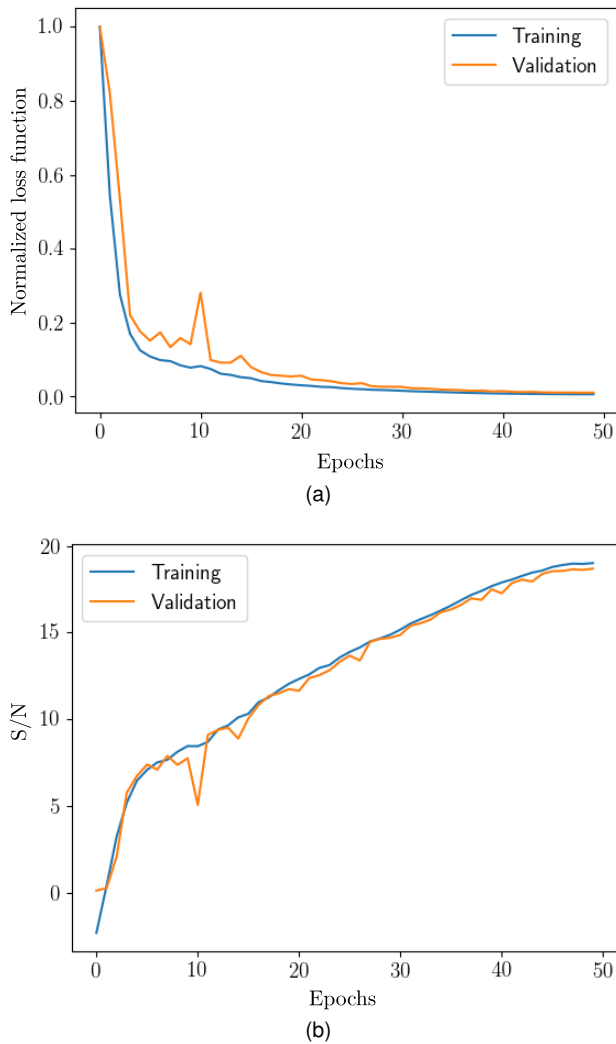 1.0
0.8
0.6
0.4
0.2
0.0
Normalized loss function
Training
Validation
0 10 20 30 40 50
Epochs
(a)
20
15
10
5
0
S/N
Training
Validation
0 10 20 30 40 50
Epochs
(b)